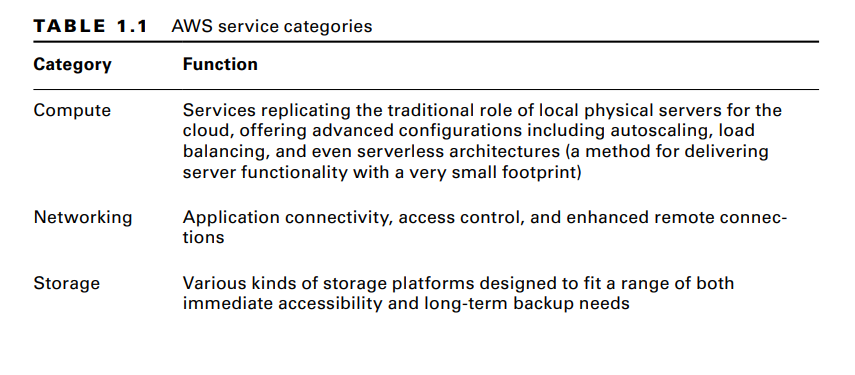 TABLE 1.1 AWS service categories
Category Function
Compute Services replicating the traditional role of local physical servers for the
cloud, offering advanced configurations including autoscaling, load
balancing, and even serverless architectures (a method for delivering
server functionality with a very small footprint)
Networking Application connectivity, access control, and enhanced remote connec-
tions
Storage Various kinds of storage platforms designed to fit a range of both
immediate accessibility and long-term backup needs